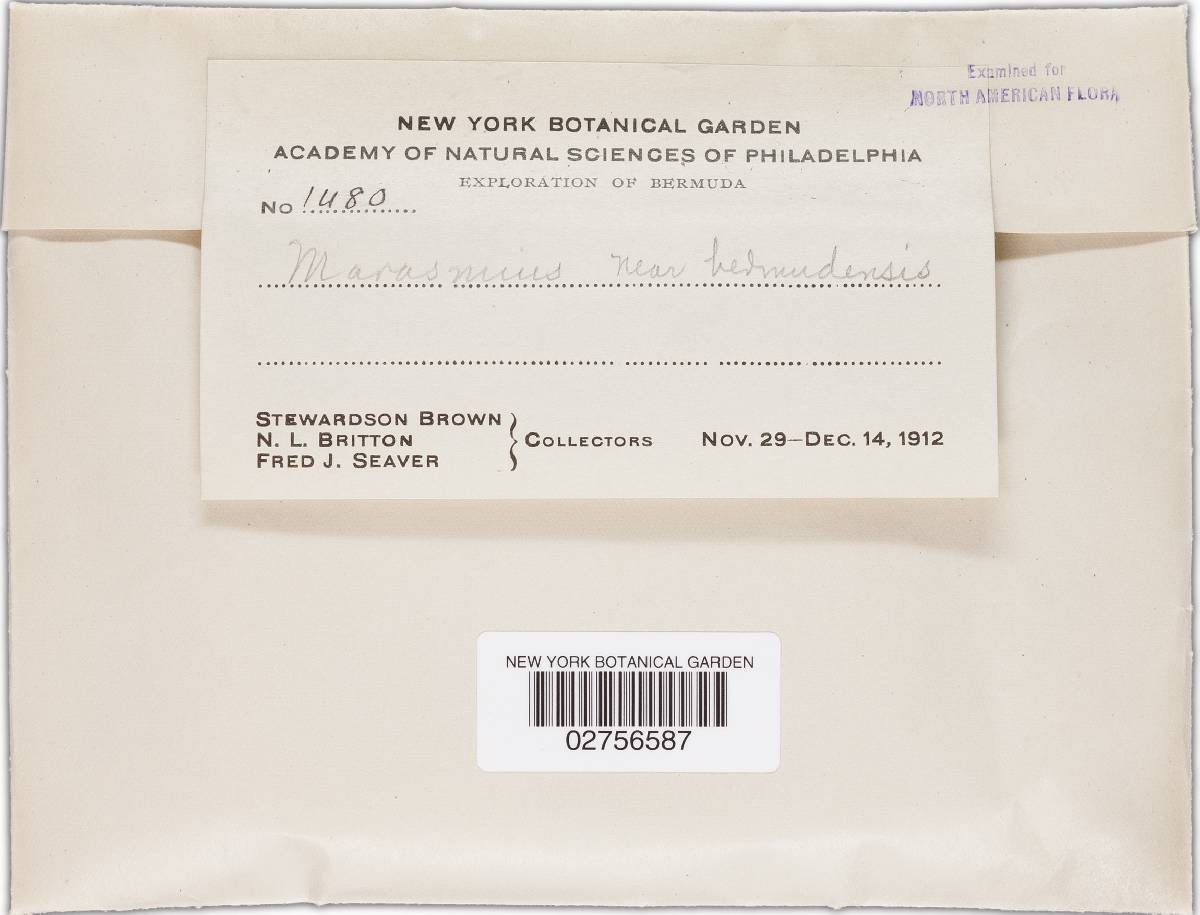 Examined for
NORTH AMERICAN FLORA
NEW YORK BOTANICAL GARDEN
ACADEMY OF NATURAL SCIENCES OF PHILADELPHIA
EXPLORATION OF BERMUDA
No 1480
Marasmius near bermudensis
STEWARDSON BROWN
N. L. BRITTON
FRED J. SEAVER
COLLECTORS NOV. 29–DEC. 14, 1912
NEW YORK BOTANICAL GARDEN
02756587